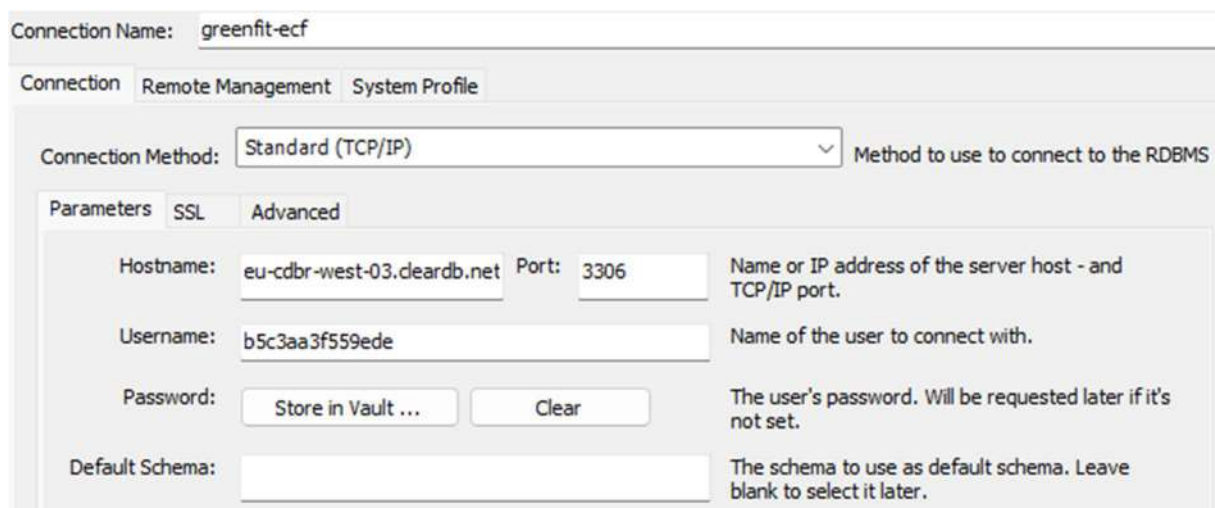 Connection Name: greenfit-ecf
Connection Remote Management System Profile
Connection Method: Standard (TCP/IP) Method to use to connect to the RDBMS
Parameters SSL Advanced
Hostname: eu-cdbr-west-03.cleardb.net Port: 3306 Name or IP address of the server host - and
TCP/IP port.
Username: b5c3aa3f559ede Name of the user to connect with.
Password: Store in Vault ... Clear The user's password. Will be requested later if it's
not set.
Default Schema: The schema to use as default schema. Leave
blank to select it later.